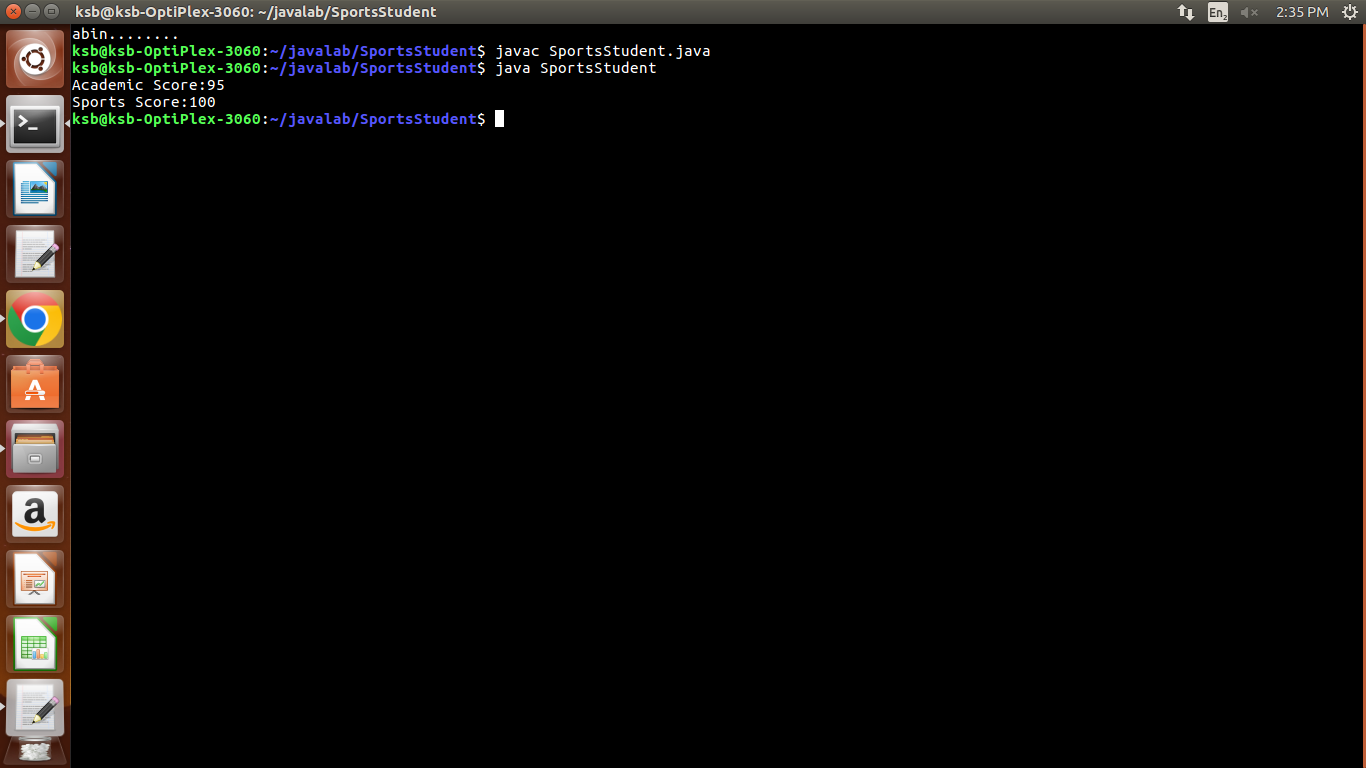 ksb@ksb-OptiPlex-3060: ~/javalab/SportsStudent
En2
2:35 PM
abin........
ksb@ksb-OptiPlex-3060:~/javalab/SportsStudent$ javac SportsStudent.java
ksb@ksb-OptiPlex-3060:~/javalab/SportsStudent$ java SportsStudent
Academic Score:95
Sports Score:100
ksb@ksb-OptiPlex-3060:~/javalab/SportsStudent$
>_
A
a